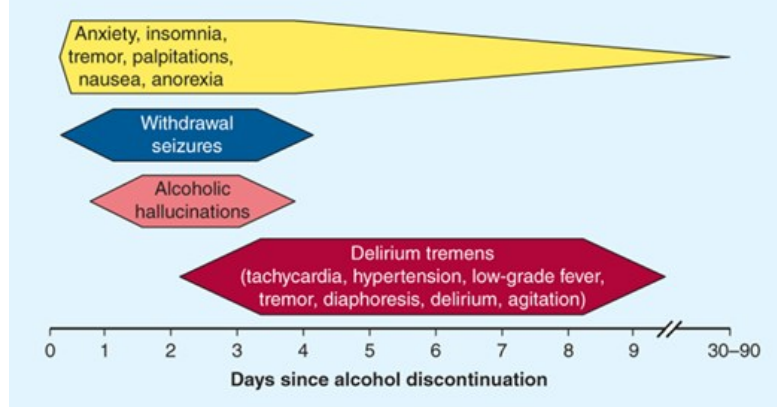 Anxiety, insomnia,
tremor, palpitations,
nausea, anorexia
Withdrawal
seizures
Alcoholic
hallucinations
Delirium tremens
(tachycardia, hypertension, low-grade fever,
tremor, diaphoresis, delirium, agitation)
0 1 2 3 4 5 6 7 8 9 30–90
Days since alcohol discontinuation